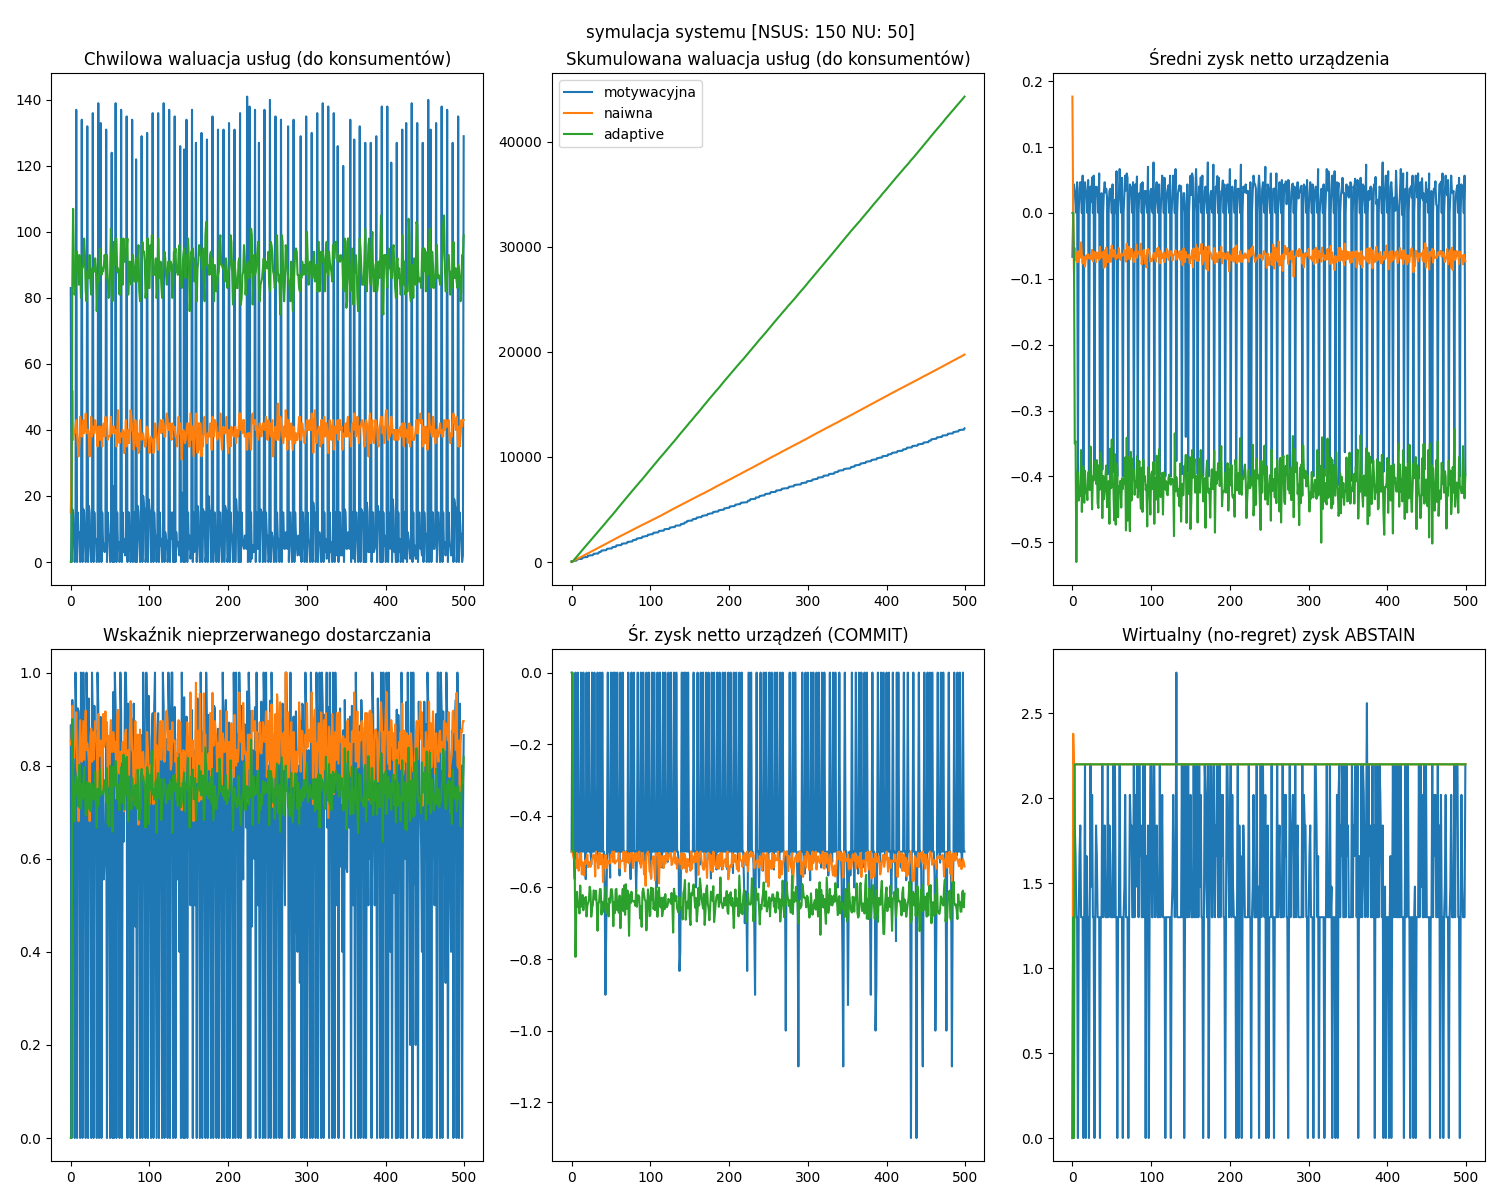 symulacja systemu [NSUS: 150 NU: 50]
Chwilowa waluacja usług (do konsumentów)
140
120
100
80
60
40
20
0
0 100 200 300 400 500
Skumulowana waluacja usług (do konsumentów)
motywacyjna
naiwna
adaptive
40000
30000
20000
10000
0
0 100 200 300 400 500
Średni zysk netto urządzenia
0.2
0.1
0.0
−0.1
−0.2
−0.3
−0.4
−0.5
0 100 200 300 400 500
Wskaźnik nieprzerwanego dostarczania
1.0
0.8
0.6
0.4
0.2
0.0
0 100 200 300 400 500
Śr. zysk netto urządzeń (COMMIT)
0.0
−0.2
−0.4
−0.6
−0.8
−1.0
−1.2
0 100 200 300 400 500
Wirtualny (no-regret) zysk ABSTAIN
2.5
2.0
1.5
1.0
0.5
0.0
0 100 200 300 400 500